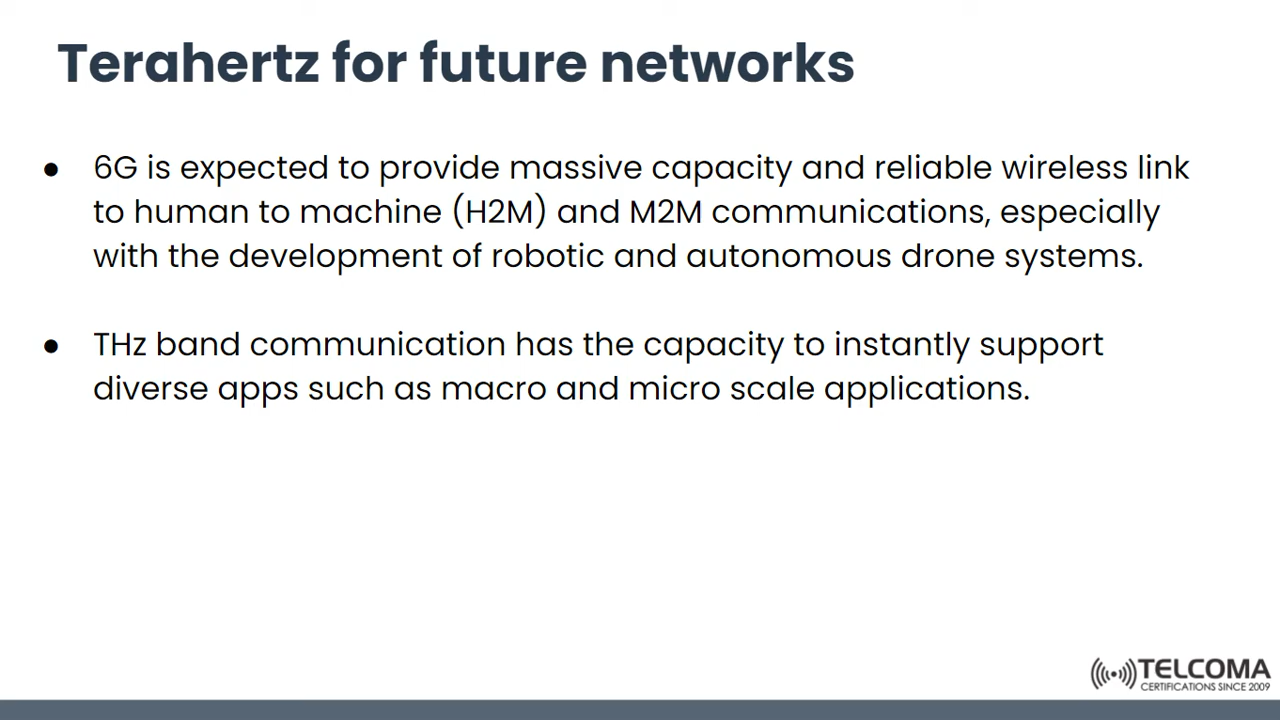 Terahertz for future networks
● 6G is expected to provide massive capacity and reliable wireless link
to human to machine (H2M) and M2M communications, especially
with the development of robotic and autonomous drone systems.
● THz band communication has the capacity to instantly support
diverse apps such as macro and micro scale applications.
TELCOMA
CERTIFICATIONS SINCE 2009